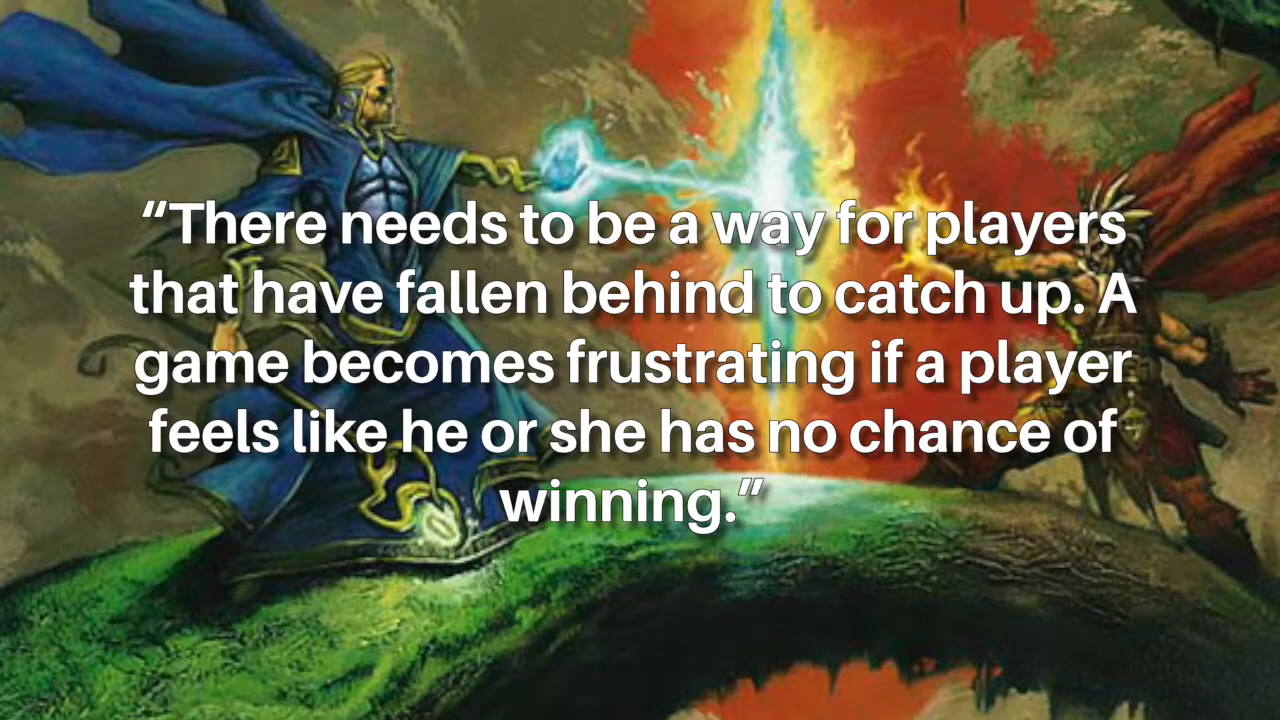 “There needs to be a way for players
that have fallen behind to catch up. A
game becomes frustrating if a player
feels like he or she has no chance of
winning.”